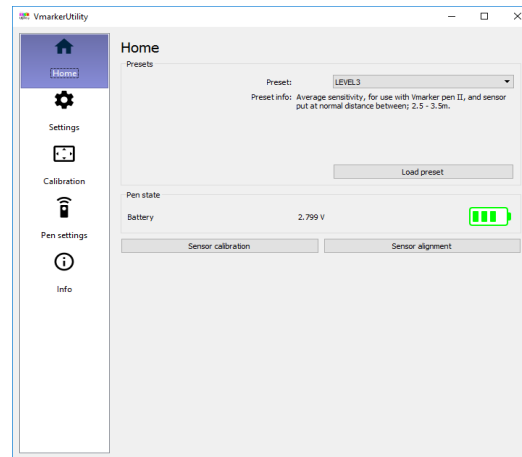 VmarkerUtility
Home
Home
Settings
Calibration
Pen settings
Info
Presets
Preset:
LEVEL3
Preset info:
Average sensitivity, for use with Vmarker pen II, and sensor
put at normal distance between; 2.5 - 3.5m.
Load preset
Pen state
Battery
2.799 V
Sensor calibration
Sensor alignment